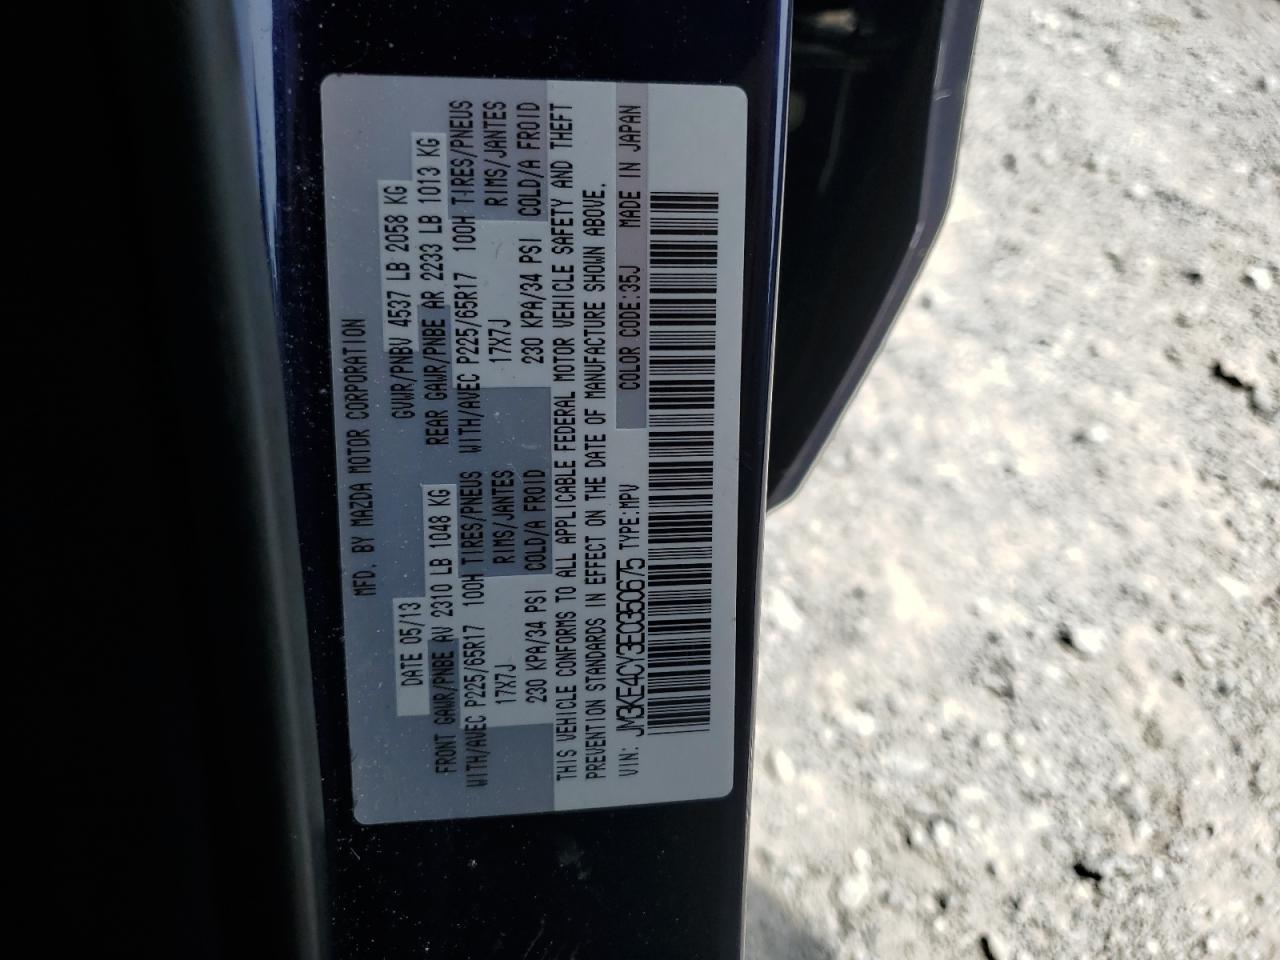 MFD. BY MAZDA MOTOR CORPORATION
DATE 05/13 GVWR/PNBV 4537 LB 2058 KG
FRONT GAWR/PNBE AV 2310 LB 1048 KG REAR GAWR/PNBE AR 2233 LB 1013 KG
WITH/AVEC P225/65R17 100H TIRES/PNEUS WITH/AVEC P225/65R17 100H TIRES/PNEUS
17X7J RIMS/JANTES 17X7J RIMS/JANTES
230 KPA/34 PSI COLD/A FROID 230 KPA/34 PSI COLD/A FROID
THIS VEHICLE CONFORMS TO ALL APPLICABLE FEDERAL MOTOR VEHICLE SAFETY AND THEFT
PREVENTION STANDARDS IN EFFECT ON THE DATE OF MANUFACTURE SHOWN ABOVE.
VIN: JM3KE4CY3E0350675 TYPE:MPV COLOR CODE:35J MADE IN JAPAN